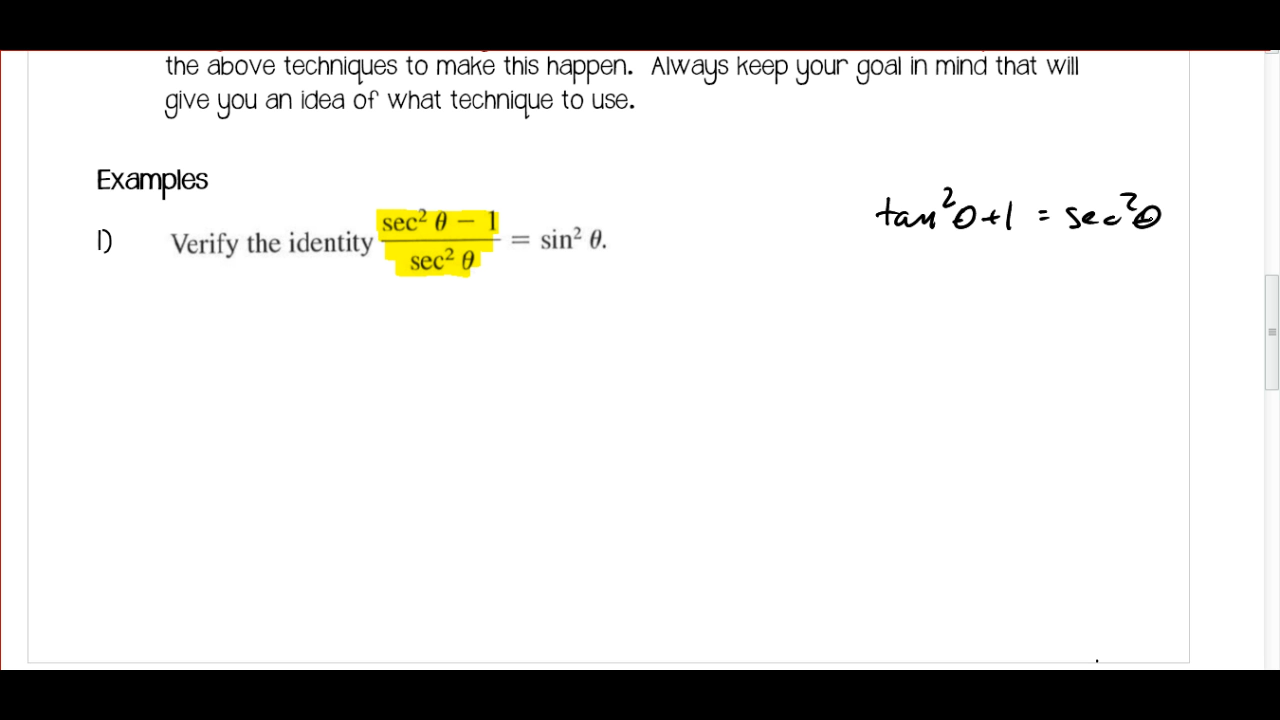 the above techniques to make this happen. Always keep your goal in mind that will
give you an idea of what technique to use.
Examples
tan²θ+1 = sec²θ
1) Verify the identity (sec² θ − 1)/(sec² θ) = sin² θ.